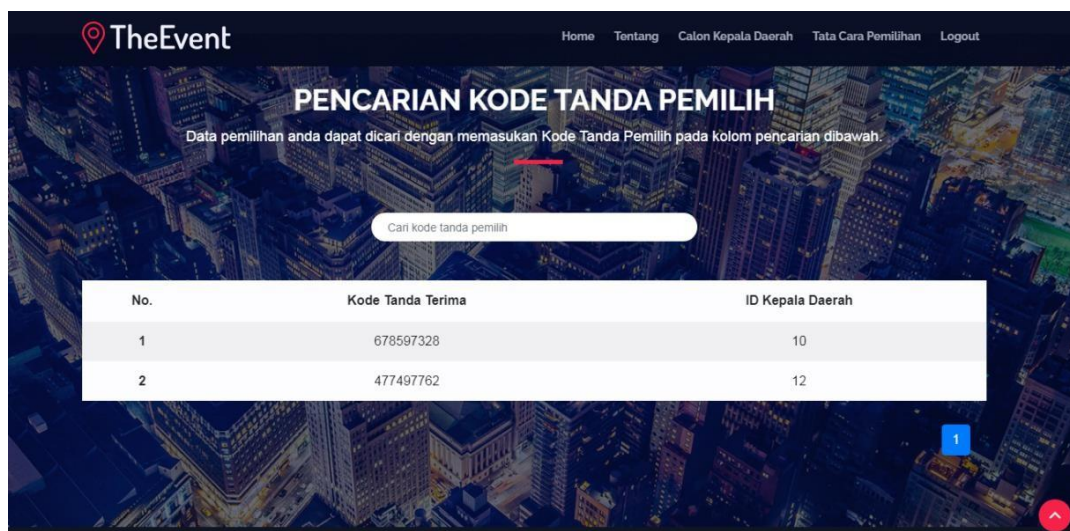 TheEvent
Home Tentang Calon Kepala Daerah Tata Cara Pemilihan Logout
PENCARIAN KODE TANDA PEMILIH
Data pemilihan anda dapat dicari dengan memasukan Kode Tanda Pemilih pada kolom pencarian dibawah.
Cari kode tanda pemilih
No. Kode Tanda Terima ID Kepala Daerah
1 678597328 10
2 477497762 12
1